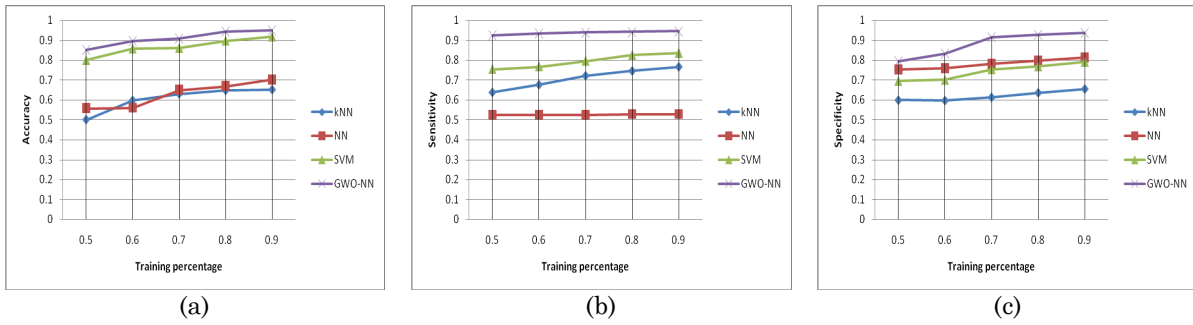 1
0.9
0.8
0.7
0.6
0.5
0.4
0.3
0.2
0.1
0
Accuracy
0.5 0.6 0.7 0.8 0.9
Training percentage
kNN
NN
SVM
GWO-NN
(a)
1
0.9
0.8
0.7
0.6
0.5
0.4
0.3
0.2
0.1
0
Sensitivity
0.5 0.6 0.7 0.8 0.9
Training percentage
kNN
NN
SVM
GWO-NN
(b)
1
0.9
0.8
0.7
0.6
0.5
0.4
0.3
0.2
0.1
0
Specificity
0.5 0.6 0.7 0.8 0.9
Training percentage
kNN
NN
SVM
GWO-NN
(c)